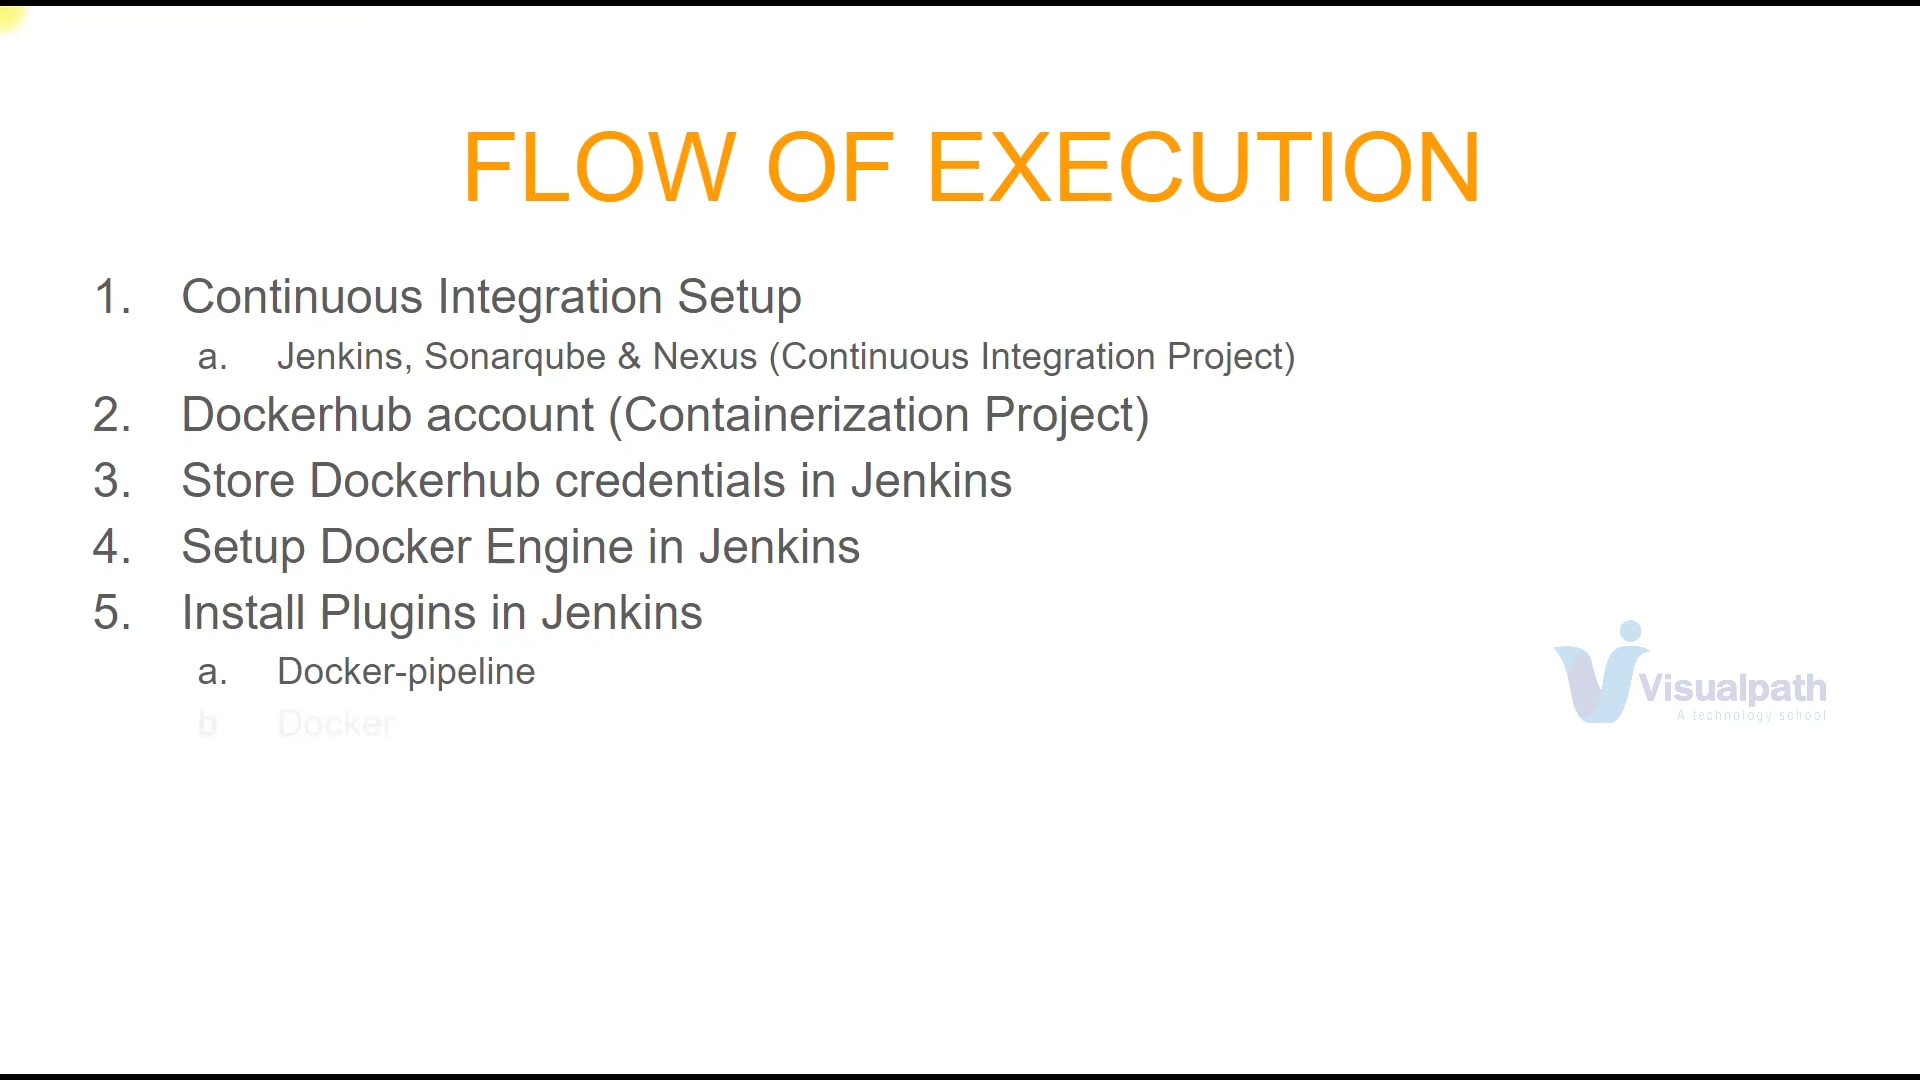 FLOW OF EXECUTION
1. Continuous Integration Setup
a. Jenkins, Sonarqube & Nexus (Continuous Integration Project)
2. Dockerhub account (Containerization Project)
3. Store Dockerhub credentials in Jenkins
4. Setup Docker Engine in Jenkins
5. Install Plugins in Jenkins
a. Docker-pipeline
b. Docker
Visualpath
A technology school